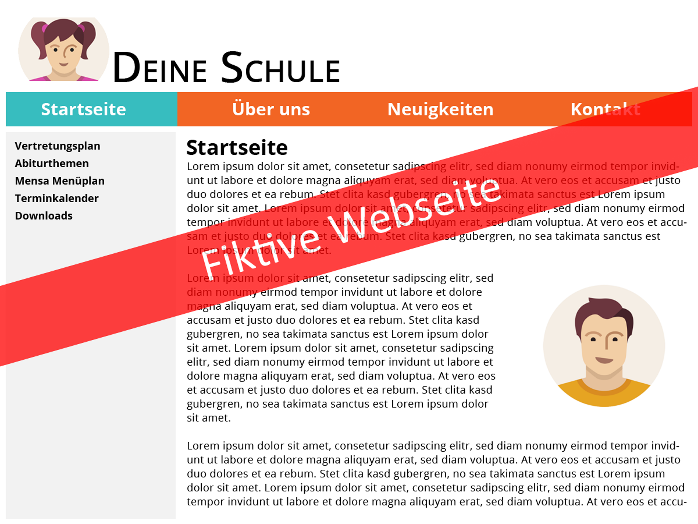 DEINE SCHULE
Startseite Über uns Neuigkeiten Kontakt
Vertretungsplan
Abiturthemen
Mensa Menüplan
Terminkalender
Downloads
Startseite
Lorem ipsum dolor sit amet, consetetur sadipscing elitr, sed diam nonumy eirmod tempor invid-
unt ut labore et dolore magna aliquyam erat, sed diam voluptua. At vero eos et accusam et justo
duo dolores et ea rebum. Stet clita kasd gubergren, no sea takimata sanctus est Lorem ipsum
dolor sit amet. Lorem ipsum dolor sit amet, consetetur sadipscing elitr, sed diam nonumy eirmod
tempor invidunt ut labore et dolore magna aliquyam erat, sed diam voluptua. At vero eos et accu-
sam et justo duo dolores et ea rebum. Stet clita kasd gubergren, no sea takimata sanctus est
Lorem ipsum dolor sit amet.
Fiktive Webseite
Lorem ipsum dolor sit amet, consetetur sadipscing elitr, sed
diam nonumy eirmod tempor invidunt ut labore et dolore
magna aliquyam erat, sed diam voluptua. At vero eos et
accusam et justo duo dolores et ea rebum. Stet clita kasd
gubergren, no sea takimata sanctus est Lorem ipsum dolor
sit amet. Lorem ipsum dolor sit amet, consetetur sadipscing
elitr, sed diam nonumy eirmod tempor invidunt ut labore et
dolore magna aliquyam erat, sed diam voluptua. At vero eos
et accusam et justo duo dolores et ea rebum. Stet clita kasd
gubergren, no sea takimata sanctus est Lorem ipsum dolor
sit amet.
Lorem ipsum dolor sit amet, consetetur sadipscing elitr, sed diam nonumy eirmod tempor invid-
unt ut labore et dolore magna aliquyam erat, sed diam voluptua. At vero eos et accusam et justo
duo dolores et ea rebum. Stet clita kasd gubergren, no sea takimata sanctus est Lorem ipsum
dolor sit amet. Lorem ipsum dolor sit amet, consetetur sadipscing elitr, sed diam nonumy eirmod
tempor invidunt ut labore et dolore magna aliquyam erat, sed diam voluptua. At vero eos et accu-